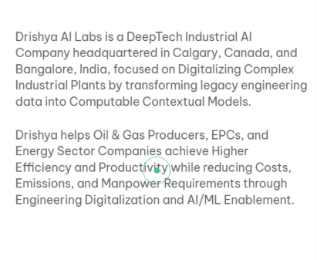 Drishya AI Labs is a DeepTech Industrial AI
Company headquartered in Calgary, Canada, and
Bangalore, India, focused on Digitalizing Complex
Industrial Plants by transforming legacy engineering
data into Computable Contextual Models.
Drishya helps Oil & Gas Producers, EPCs, and
Energy Sector Companies achieve Higher
Efficiency and Productivity while reducing Costs,
Emissions, and Manpower Requirements through
Engineering Digitalization and AI/ML Enablement.